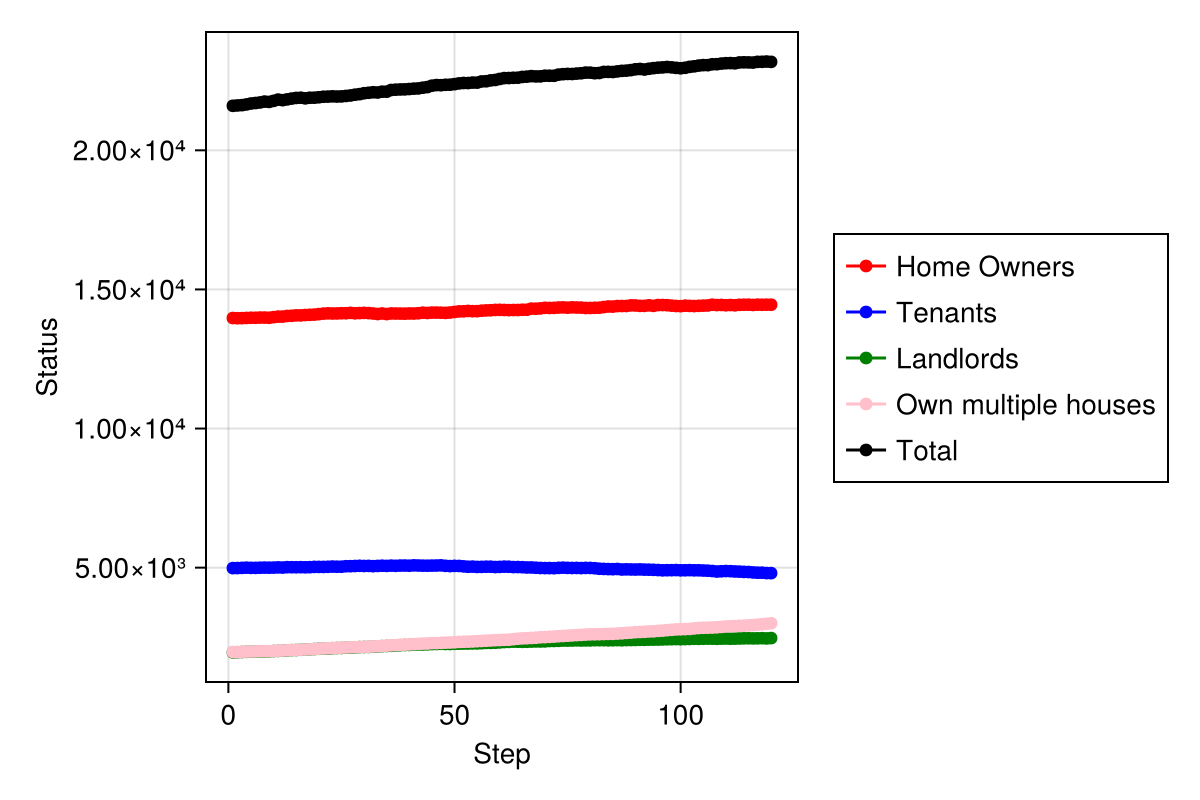 2.00×10⁴
1.50×10⁴
1.00×10⁴
5.00×10³
Status
0 50 100
Step
Home Owners
Tenants
Landlords
Own multiple houses
Total